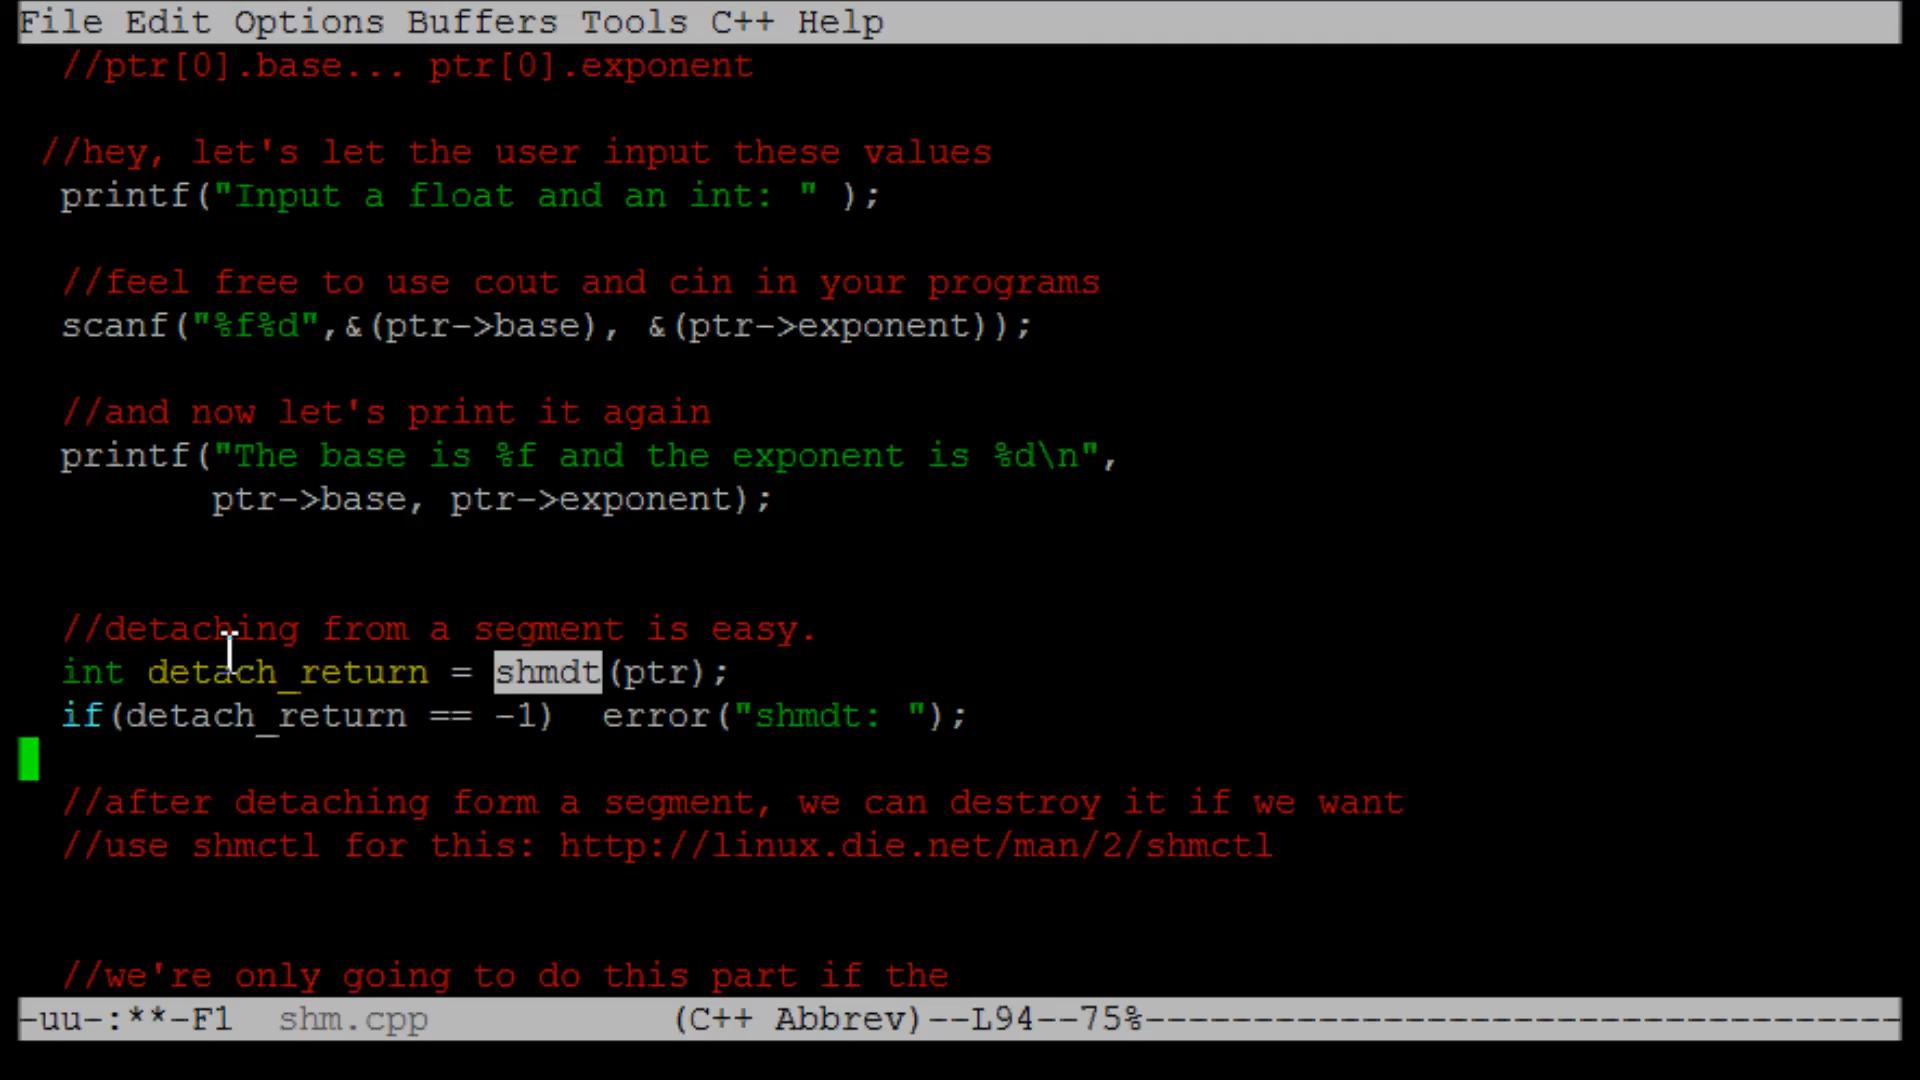 File Edit Options Buffers Tools C++ Help
//ptr[0].base... ptr[0].exponent
//hey, let's let the user input these values
printf("Input a float and an int: " );
//feel free to use cout and cin in your programs
scanf("%f%d",&(ptr->base), &(ptr->exponent));
//and now let's print it again
printf("The base is %f and the exponent is %d\n",
ptr->base, ptr->exponent);
//detaching from a segment is easy.
int detach_return = shmdt(ptr);
if(detach_return == -1)  error("shmdt: ");
//after detaching form a segment, we can destroy it if we want
//use shmctl for this: http://linux.die.net/man/2/shmctl
//we're only going to do this part if the
-uu-:**-F1  shm.cpp (C++ Abbrev)--L94--75%-----------------------------------